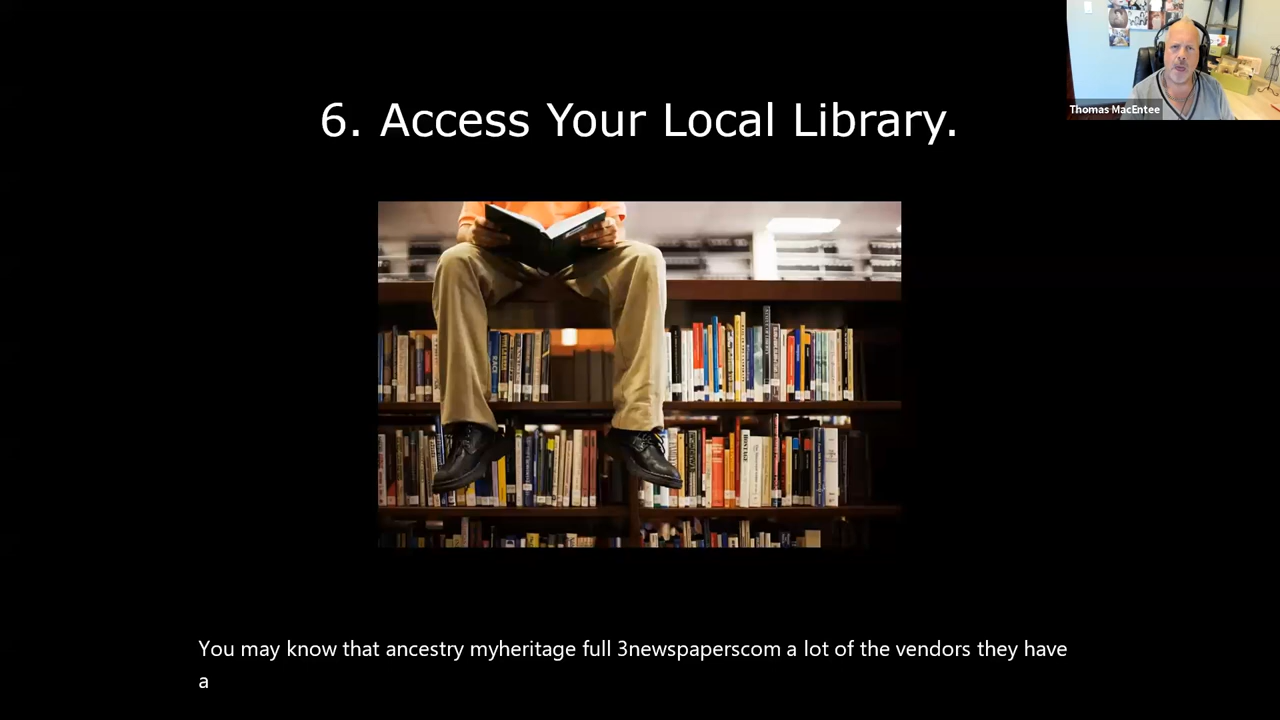 Thomas MacEntee
6. Access Your Local Library.
You may know that ancestry myheritage full 3newspaperscom a lot of the vendors they have
a